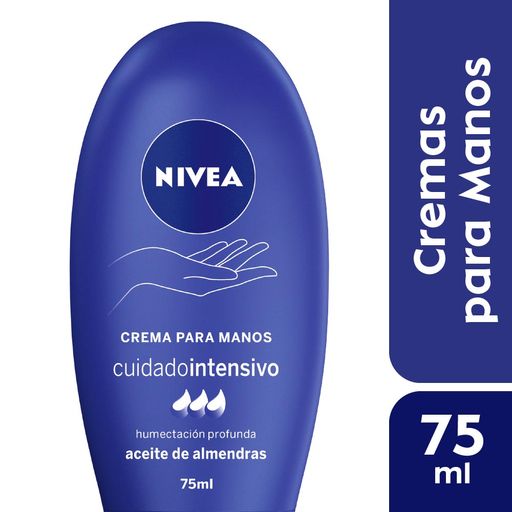 NIVEA
CREMA PARA MANOS
cuidadointensivo
humectación profunda
aceite de almendras
75ml
Cremas
para Manos
75
ml